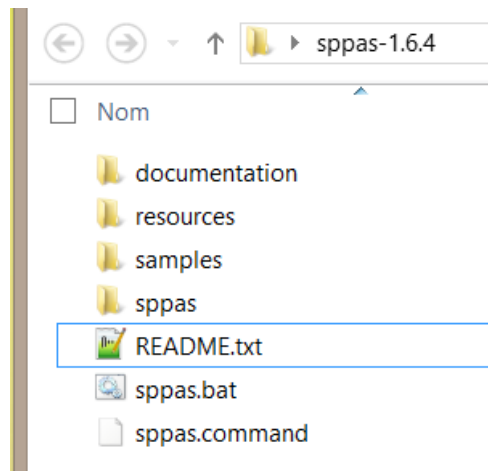 sppas-1.6.4
Nom
documentation
resources
samples
sppas
README.txt
sppas.bat
sppas.command